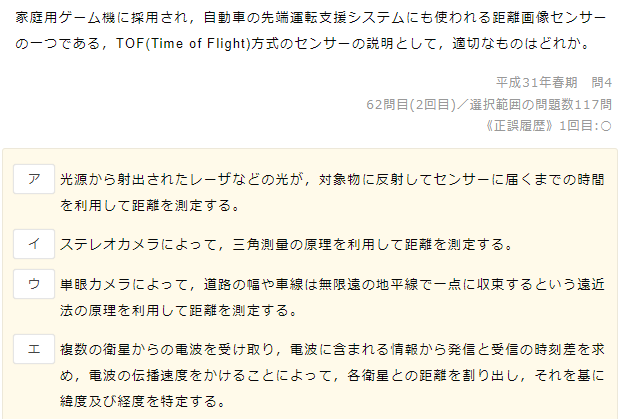 家庭用ゲーム機に採用され，自動車の先端運転支援システムにも使われる距離画像センサー
の一つである，TOF(Time of Flight)方式のセンサーの説明として，適切なものはどれか。
平成31年春期　問4
62問目(2回目)／選択範囲の問題数117問
《正誤履歴》1回目:○
ア 光源から射出されたレーザなどの光が，対象物に反射してセンサーに届くまでの時間
を利用して距離を測定する。
イ ステレオカメラによって，三角測量の原理を利用して距離を測定する。
ウ 単眼カメラによって，道路の幅や車線は無限遠の地平線で一点に収束するという遠近
法の原理を利用して距離を測定する。
エ 複数の衛星からの電波を受け取り，電波に含まれる情報から発信と受信の時刻差を求
め，電波の伝播速度をかけることによって，各衛星との距離を割り出し，それを基に
緯度及び経度を特定する。